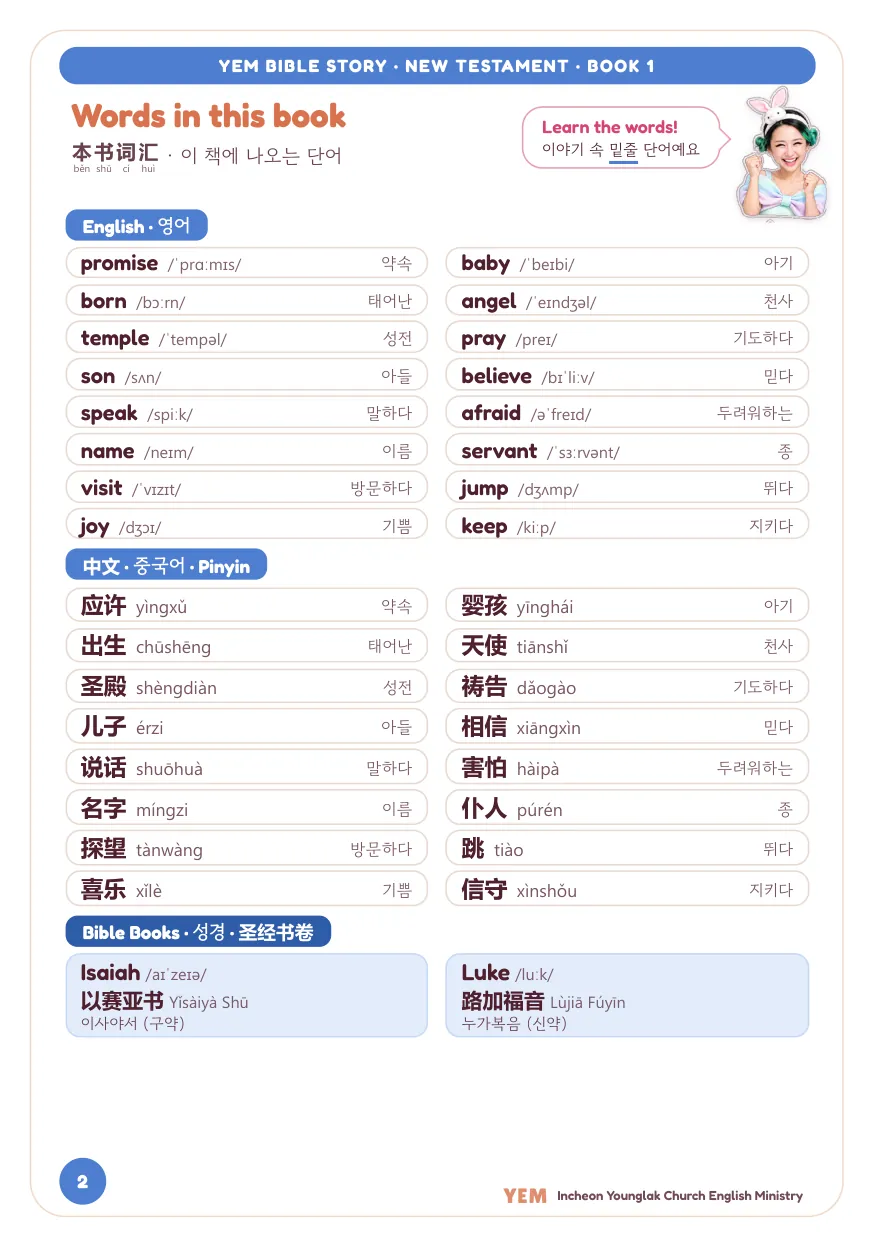 YEM BIBLE STORY · NEW TESTAMENT · BOOK 1
Words in this book
本书词汇 · 이 책에 나오는 단어
běn shū cí huì
Learn the words!
이야기 속 밑줄 단어예요
English · 영어
promise /ˈprɑːmɪs/ 약속
baby /ˈbeɪbi/ 아기
born /bɔːrn/ 태어난
angel /ˈeɪndʒəl/ 천사
temple /ˈtempəl/ 성전
pray /preɪ/ 기도하다
son /sʌn/ 아들
believe /bɪˈliːv/ 믿다
speak /spiːk/ 말하다
afraid /əˈfreɪd/ 두려워하는
name /neɪm/ 이름
servant /ˈsɜːrvənt/ 종
visit /ˈvɪzɪt/ 방문하다
jump /dʒʌmp/ 뛰다
joy /dʒɔɪ/ 기쁨
keep /kiːp/ 지키다
中文 · 중국어 · Pinyin
应许 yìngxǔ 약속
婴孩 yīnghái 아기
出生 chūshēng 태어난
天使 tiānshǐ 천사
圣殿 shèngdiàn 성전
祷告 dǎogào 기도하다
儿子 érzi 아들
相信 xiāngxìn 믿다
说话 shuōhuà 말하다
害怕 hàipà 두려워하는
名字 míngzi 이름
仆人 púrén 종
探望 tànwàng 방문하다
跳 tiào 뛰다
喜乐 xǐlè 기쁨
信守 xìnshǒu 지키다
Bible Books · 성경 · 圣经书卷
Isaiah /aɪˈzeɪə/
以赛亚书 Yǐsàiyà Shū
이사야서 (구약)
Luke /luːk/
路加福音 Lùjiā Fúyīn
누가복음 (신약)
2
YEM Incheon Younglak Church English Ministry